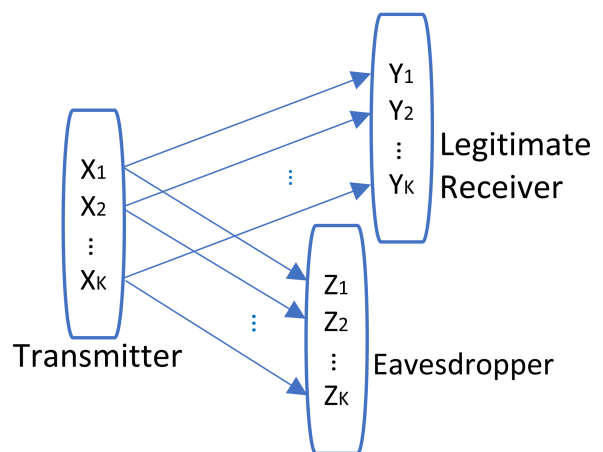 X1
X2
⋮
XK
Transmitter
Y1
Y2
⋮
YK
Legitimate
Receiver
⋮
Z1
Z2
⋮
ZK
Eavesdropper
⋮